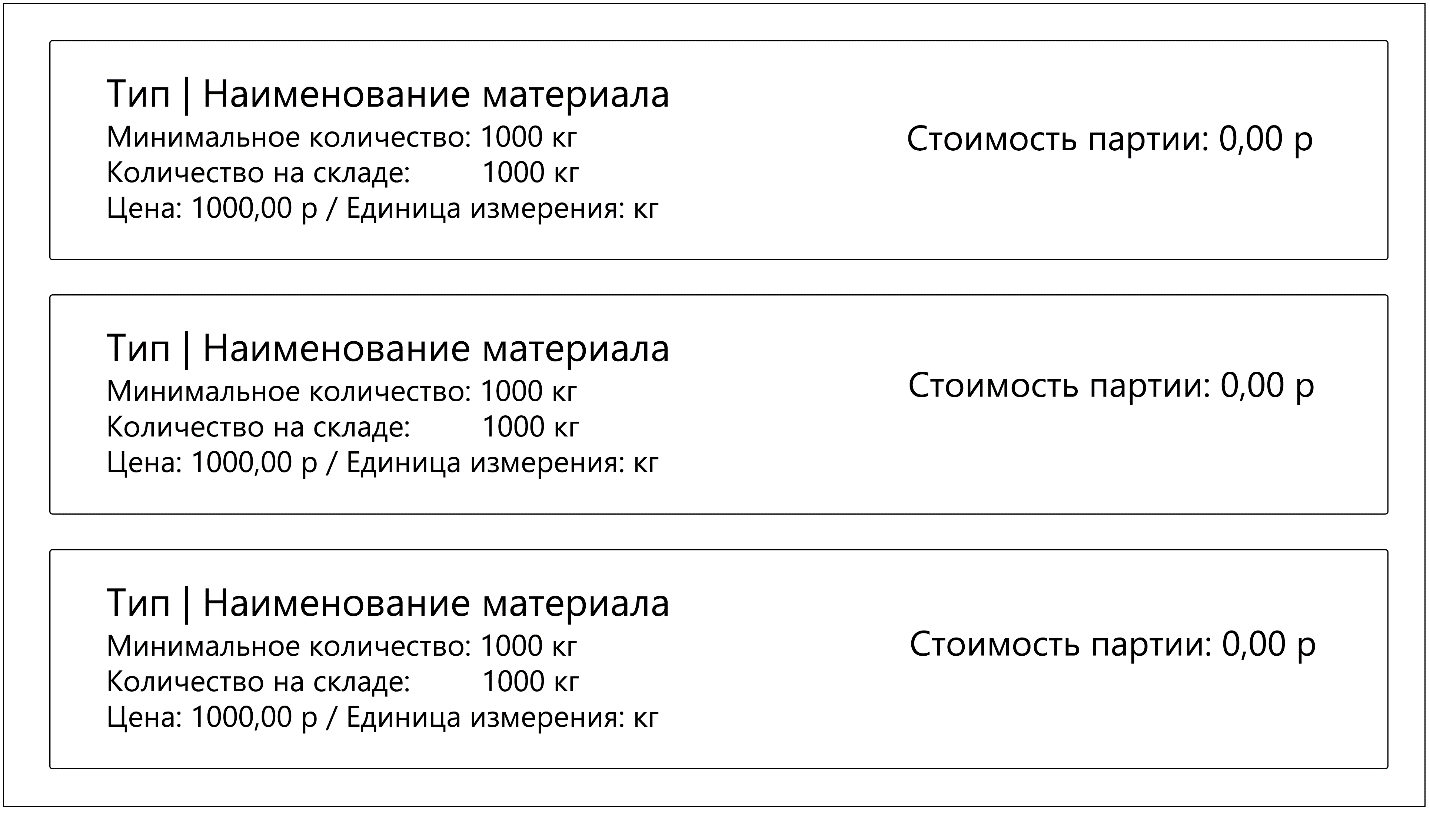 Тип | Наименование материала
Минимальное количество: 1000 кг
Количество на складе: 1000 кг
Цена: 1000,00 р / Единица измерения: кг
Стоимость партии: 0,00 р
Тип | Наименование материала
Минимальное количество: 1000 кг
Количество на складе: 1000 кг
Цена: 1000,00 р / Единица измерения: кг
Стоимость партии: 0,00 р
Тип | Наименование материала
Минимальное количество: 1000 кг
Количество на складе: 1000 кг
Цена: 1000,00 р / Единица измерения: кг
Стоимость партии: 0,00 р